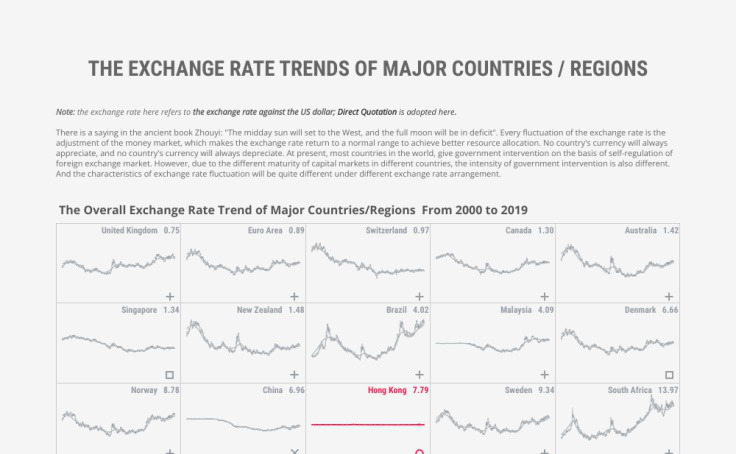 THE EXCHANGE RATE TRENDS OF MAJOR COUNTRIES / REGIONS
Note: the exchange rate here refers to the exchange rate against the US dollar; Direct Quotation is adopted here.
There is a saying in the ancient book Zhouyi: "The midday sun will set to the West, and the full moon will be in deficit". Every fluctuation of the exchange rate is the
adjustment of the money market, which makes the exchange rate return to a normal range to achieve better resource allocation. No country's currency will always
appreciate, and no country's currency will always depreciate. At present, most countries in the world, give government intervention on the basis of self-regulation of
foreign exchange market. However, due to the different maturity of capital markets in different countries, the intensity of government intervention is also different.
And the characteristics of exchange rate fluctuation will be quite different under different exchange rate arrangement.
The Overall Exchange Rate Trend of Major Countries/Regions From 2000 to 2019
United Kingdom 0.75
Euro Area 0.89
Switzerland 0.97
Canada 1.30
Australia 1.42
Singapore 1.34
New Zealand 1.48
Brazil 4.02
Malaysia 4.09
Denmark 6.66
Norway 8.78
China 6.96
Hong Kong 7.79
Sweden 9.34
South Africa 13.97